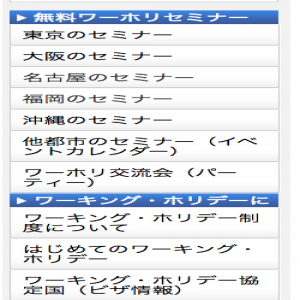 ▶ 無料ワーホリセミナー
東京のセミナー
大阪のセミナー
名古屋のセミナー
福岡のセミナー
沖縄のセミナー
他都市のセミナー（イベ
ントカレンダー）
ワーホリ交流会（パー
ティー）
▶ ワーキング・ホリデーに
ワーキング・ホリデー制
度について
はじめてのワーキング・
ホリデー
ワーキング・ホリデー協
定国（ビザ情報）